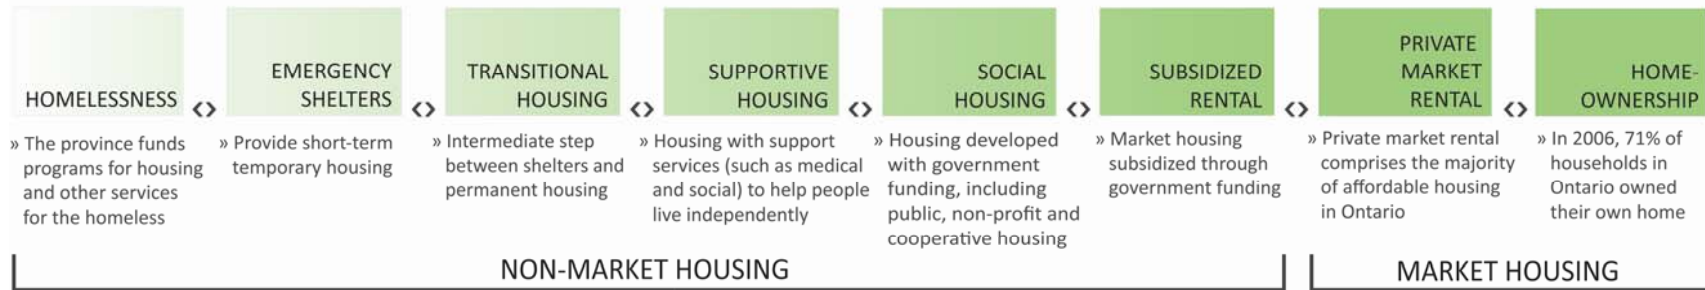 HOMELESSNESS
» The province funds
programs for housing
and other services
for the homeless
<>
EMERGENCY
SHELTERS
» Provide short-term
temporary housing
<>
TRANSITIONAL
HOUSING
» Intermediate step
between shelters and
permanent housing
<>
SUPPORTIVE
HOUSING
» Housing with support
services (such as medical
and social) to help people
live independently
<>
SOCIAL
HOUSING
» Housing developed
with government
funding, including
public, non-profit and
cooperative housing
<>
SUBSIDIZED
RENTAL
» Market housing
subsidized through
government funding
<>
PRIVATE
MARKET
RENTAL
» Private market rental
comprises the majority
of affordable housing
in Ontario
<>
HOME-
OWNERSHIP
» In 2006, 71% of
households in
Ontario owned
their own home
NON-MARKET HOUSING
MARKET HOUSING